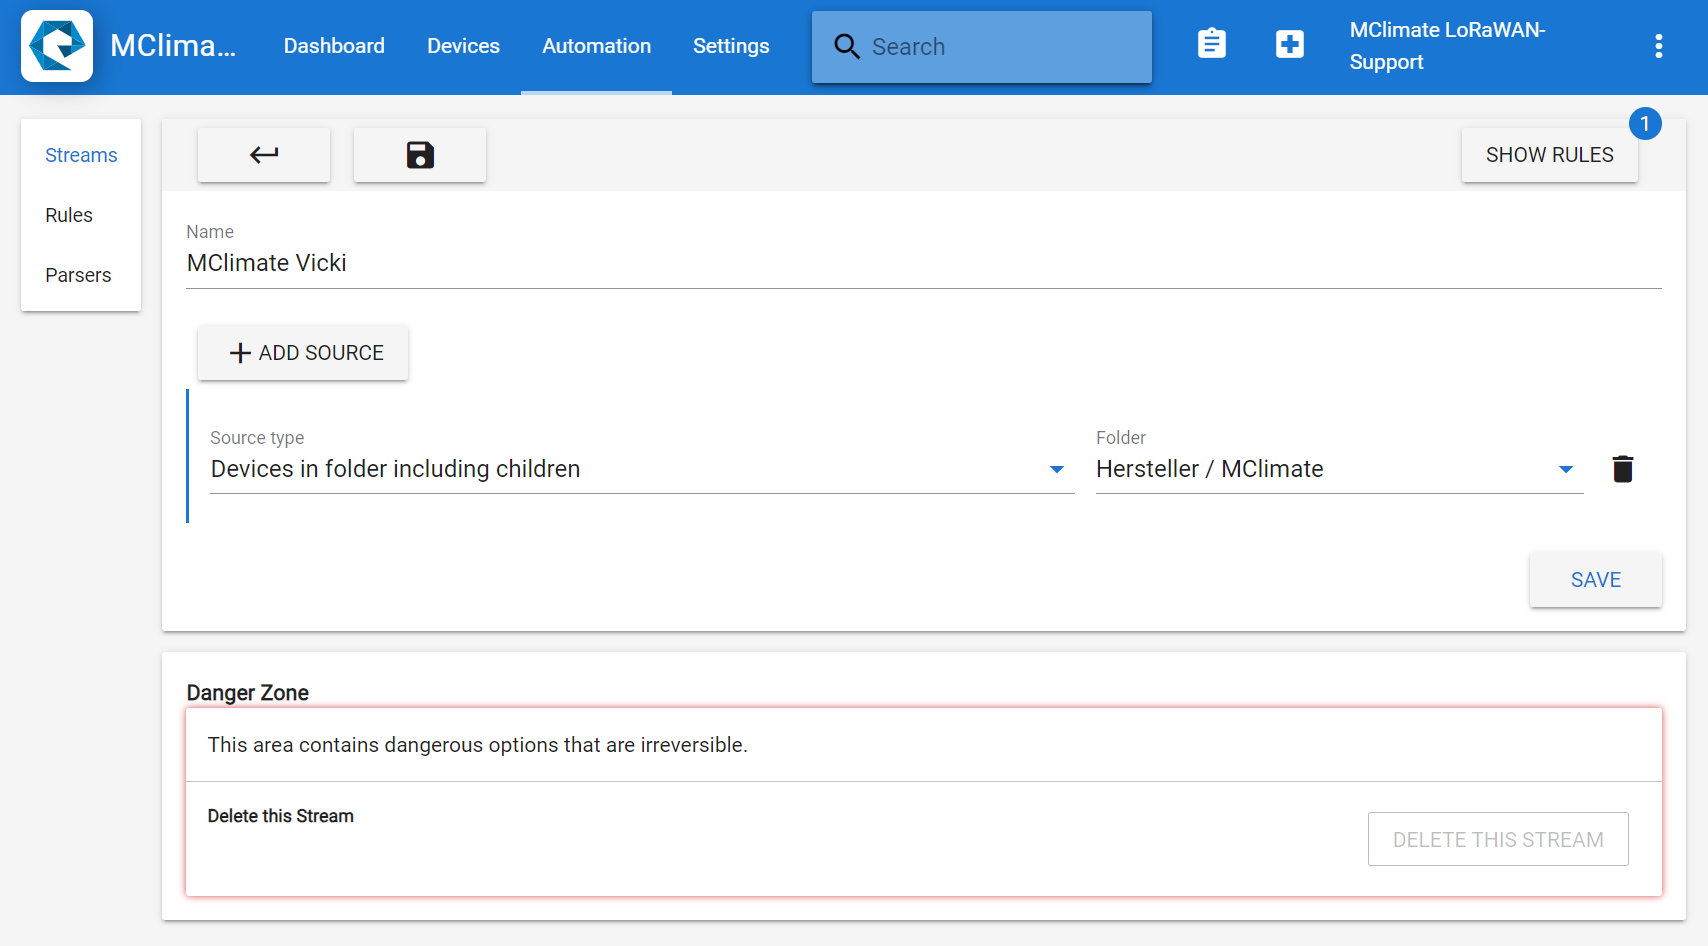 MClima...
Dashboard
Devices
Automation
Settings
Search
MClimate LoRaWAN-
Support
Streams
Rules
Parsers
SHOW RULES
1
Name
MClimate Vicki
ADD SOURCE
Source type
Devices in folder including children
Folder
Hersteller / MClimate
SAVE
Danger Zone
This area contains dangerous options that are irreversible.
Delete this Stream
DELETE THIS STREAM